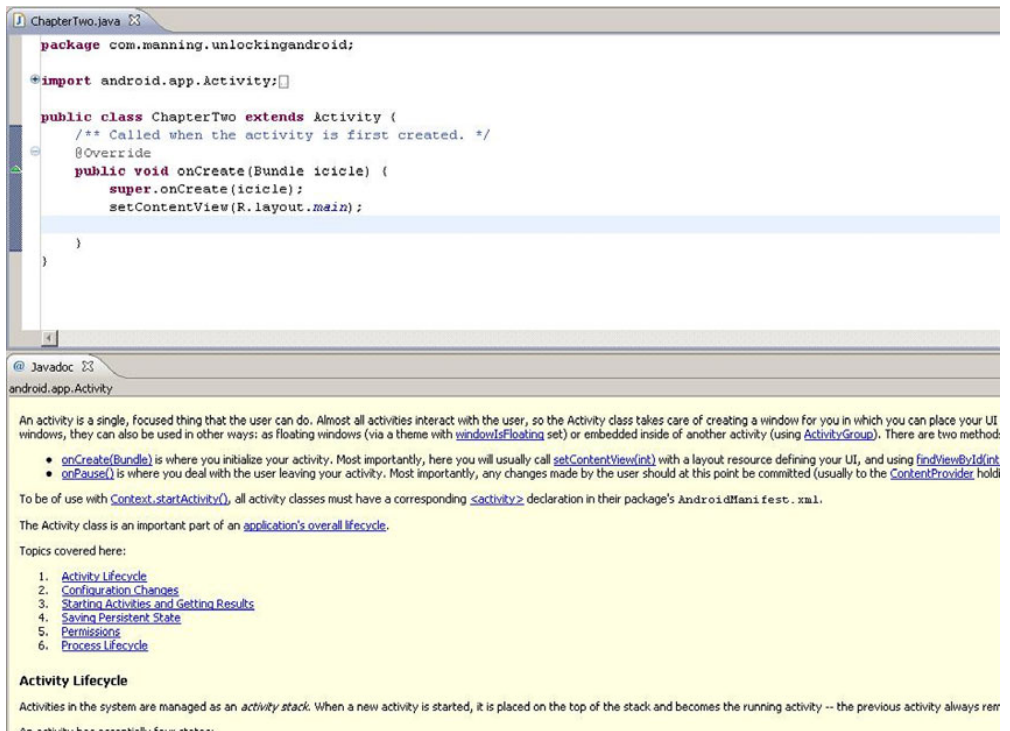 ChapterTwo.java
package com.manning.unlockingandroid;
import android.app.Activity;
public class ChapterTwo extends Activity {
/** Called when the activity is first created. */
@Override
public void onCreate(Bundle icicle) {
super.onCreate(icicle);
setContentView(R.layout.main);
}
}
@ Javadoc
android.app.Activity
An activity is a single, focused thing that the user can do. Almost all activities interact with the user, so the Activity class takes care of creating a window for you in which you can place your UI
windows, they can also be used in other ways: as floating windows (via a theme with windowIsFloating set) or embedded inside of another activity (using ActivityGroup). There are two methods
• onCreate(Bundle) is where you initialize your activity. Most importantly, here you will usually call setContentView(int) with a layout resource defining your UI, and using findViewById(int
• onPause() is where you deal with the user leaving your activity. Most importantly, any changes made by the user should at this point be committed (usually to the ContentProvider holdi
To be of use with Context.startActivity(), all activity classes must have a corresponding <activity> declaration in their package's AndroidManifest.xml.
The Activity class is an important part of an application's overall lifecycle.
Topics covered here:
1. Activity Lifecycle
2. Configuration Changes
3. Starting Activities and Getting Results
4. Saving Persistent State
5. Permissions
6. Process Lifecycle
Activity Lifecycle
Activities in the system are managed as an activity stack. When a new activity is started, it is placed on the top of the stack and becomes the running activity -- the previous activity always rem
An activity has essentially four states: